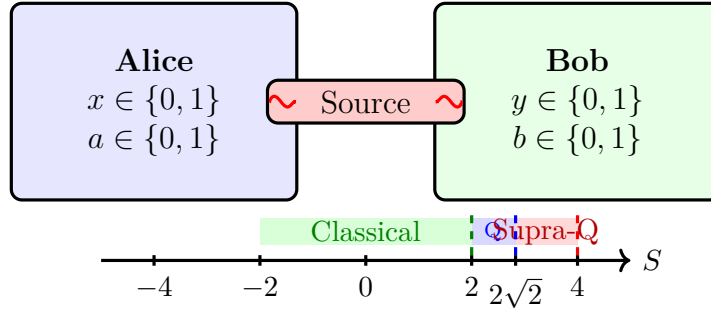 Alice
x ∈ {0, 1}
a ∈ {0, 1}
Source
Bob
y ∈ {0, 1}
b ∈ {0, 1}
Classical
Q
Supra-Q
−4
−2
0
2
2√2
4
S